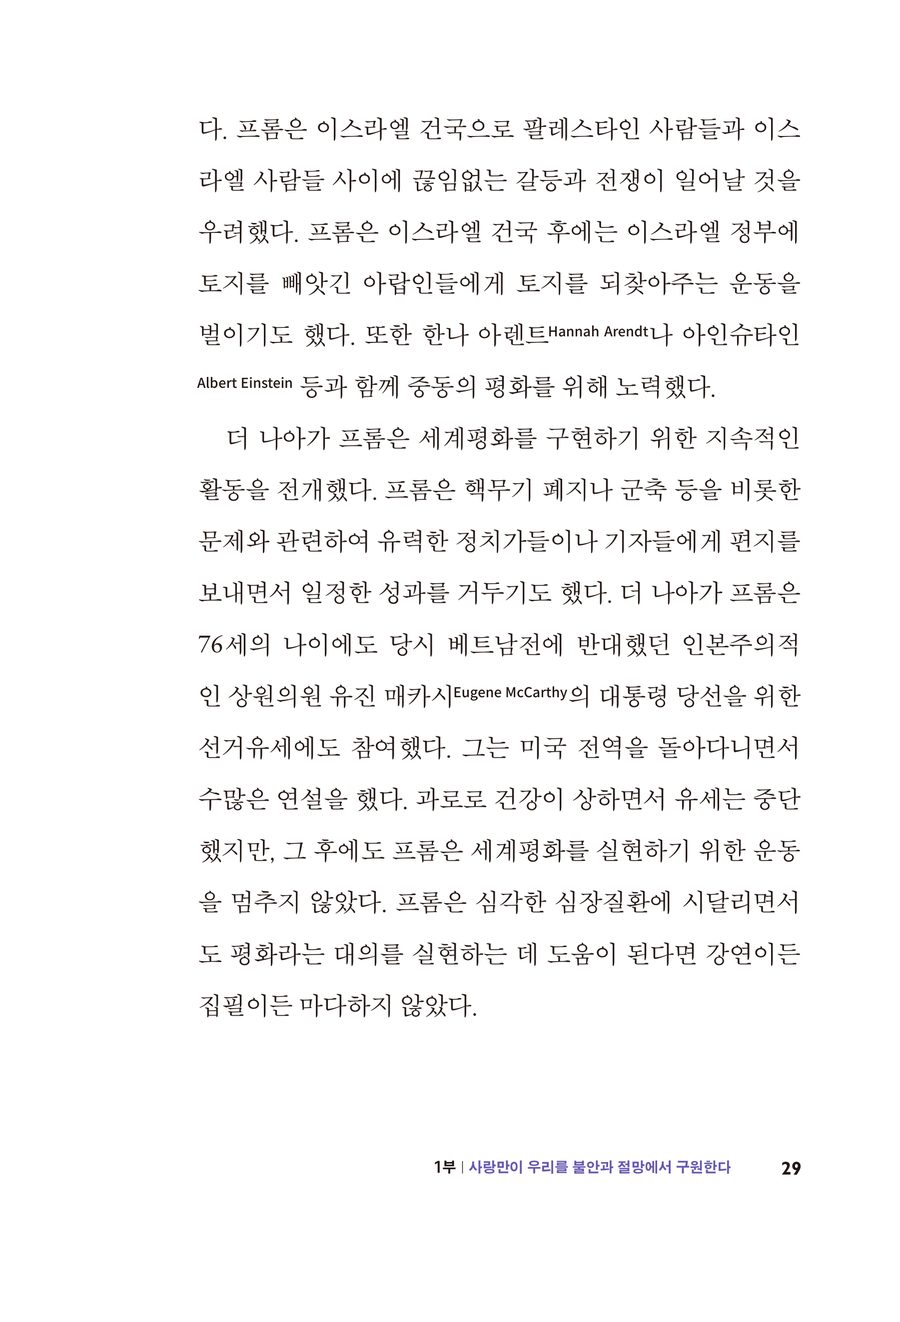 다. 프롬은 이스라엘 건국으로 팔레스타인 사람들과 이스
라엘 사람들 사이에 끊임없는 갈등과 전쟁이 일어날 것을
우려했다. 프롬은 이스라엘 건국 후에는 이스라엘 정부에
토지를 빼앗긴 아랍인들에게 토지를 되찾아주는 운동을
벌이기도 했다. 또한 한나 아렌트Hannah Arendt나 아인슈타인
Albert Einstein 등과 함께 중동의 평화를 위해 노력했다.
더 나아가 프롬은 세계평화를 구현하기 위한 지속적인
활동을 전개했다. 프롬은 핵무기 폐지나 군축 등을 비롯한
문제와 관련하여 유력한 정치가들이나 기자들에게 편지를
보내면서 일정한 성과를 거두기도 했다. 더 나아가 프롬은
76세의 나이에도 당시 베트남전에 반대했던 인본주의적
인 상원의원 유진 매카시Eugene McCarthy의 대통령 당선을 위한
선거유세에도 참여했다. 그는 미국 전역을 돌아다니면서
수많은 연설을 했다. 과로로 건강이 상하면서 유세는 중단
했지만, 그 후에도 프롬은 세계평화를 실현하기 위한 운동
을 멈추지 않았다. 프롬은 심각한 심장질환에 시달리면서
도 평화라는 대의를 실현하는 데 도움이 된다면 강연이든
집필이든 마다하지 않았다.
1부 | 사랑만이 우리를 불안과 절망에서 구원한다 29